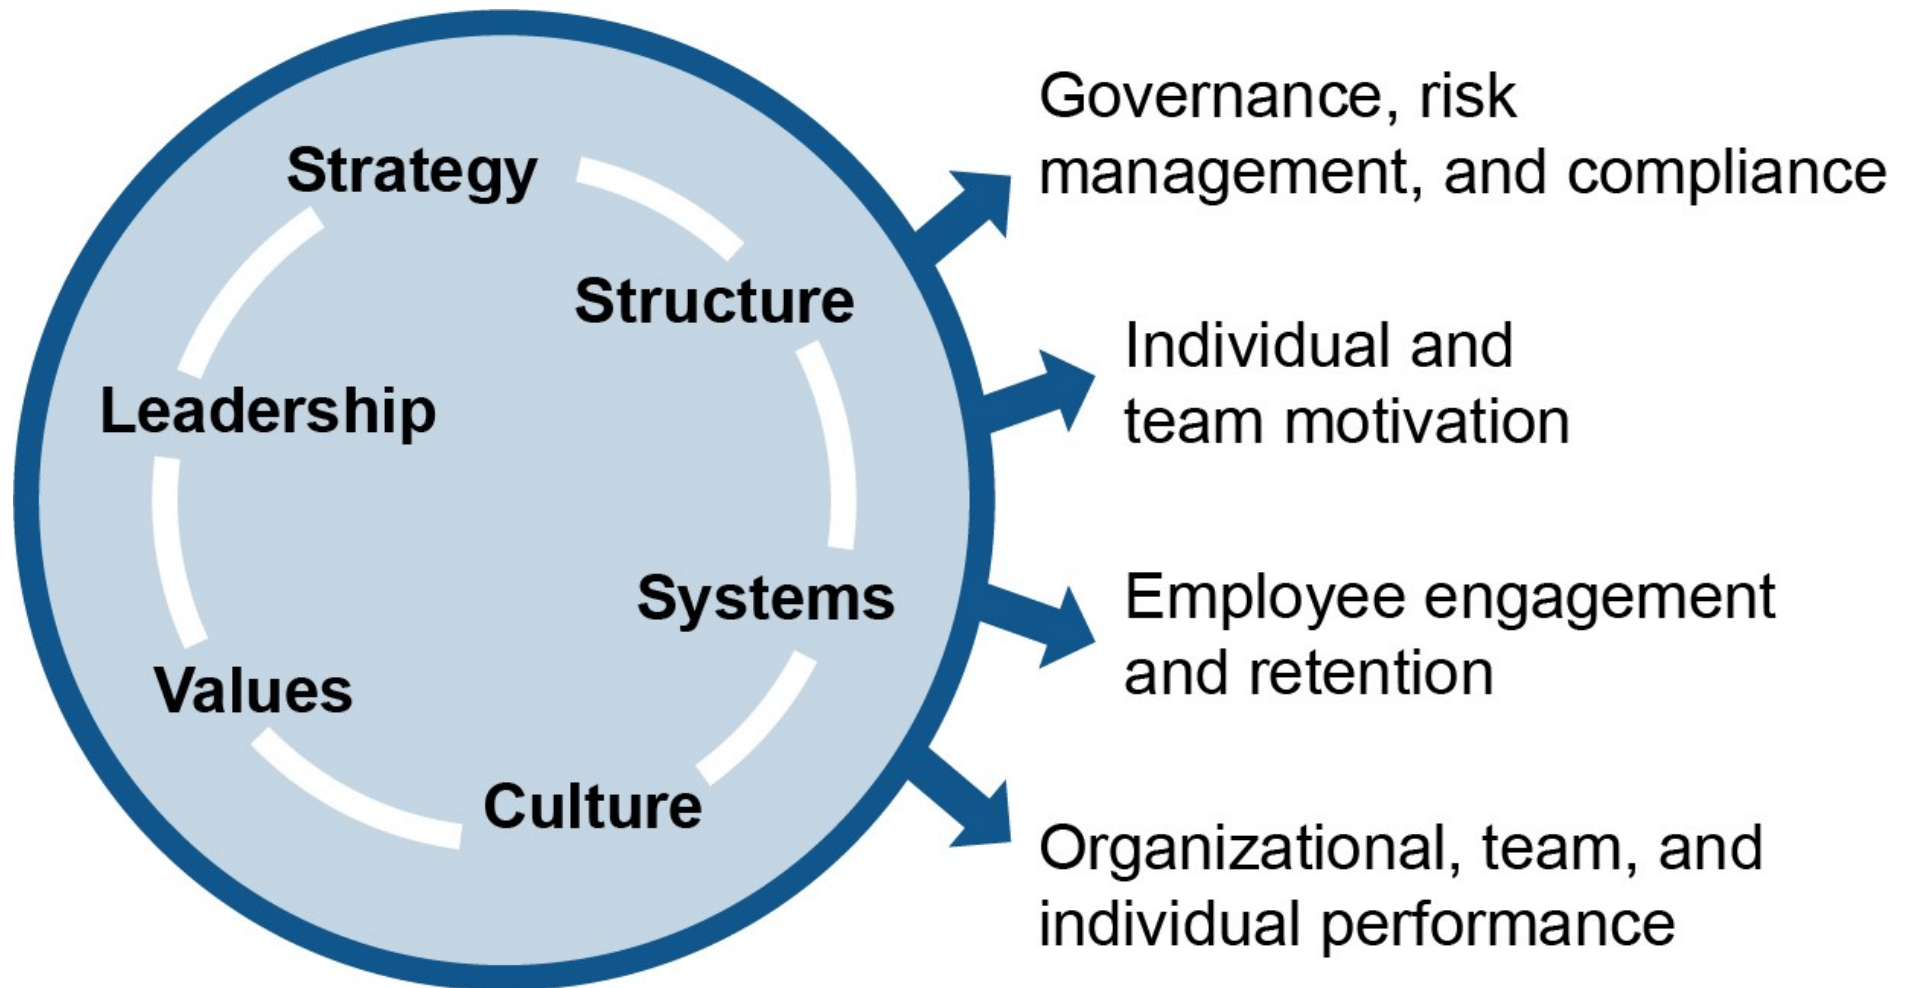 Strategy
Structure
Leadership
Systems
Values
Culture
Governance, risk
management, and compliance
Individual and
team motivation
Employee engagement
and retention
Organizational, team, and
individual performance